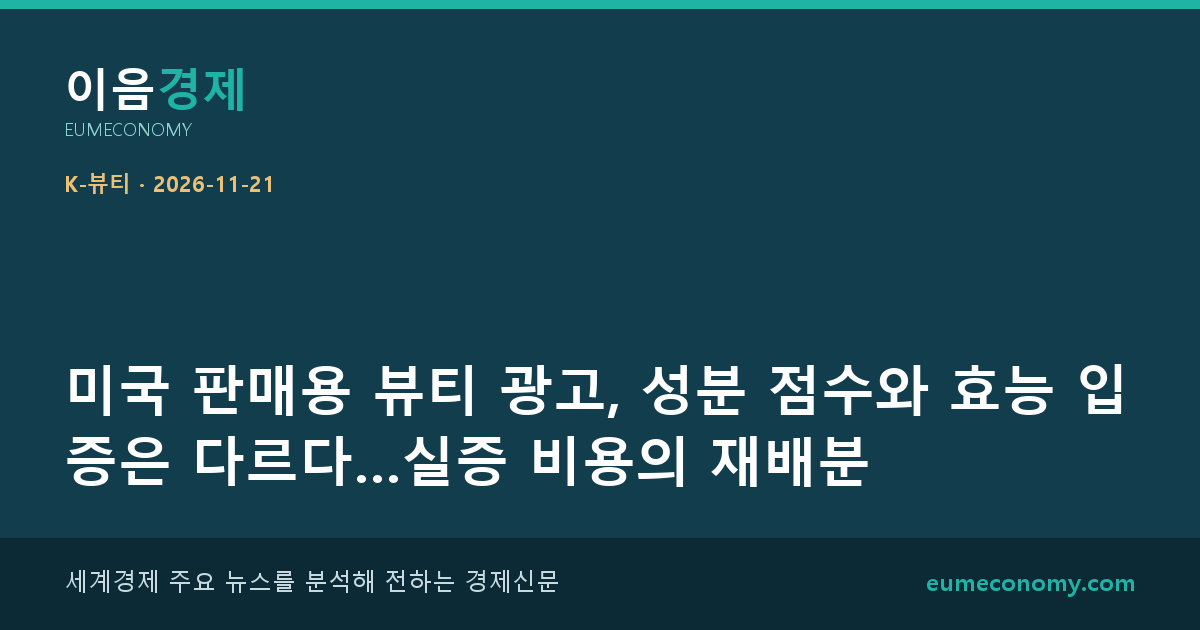 이음경제
EUMECONOMY
K-뷰티 · 2026-11-21
미국 판매용 뷰티 광고, 성분 점수와 효능 입
증은 다르다...실증 비용의 재배분
세계경제 주요 뉴스를 분석해 전하는 경제신문
eumeconomy.com